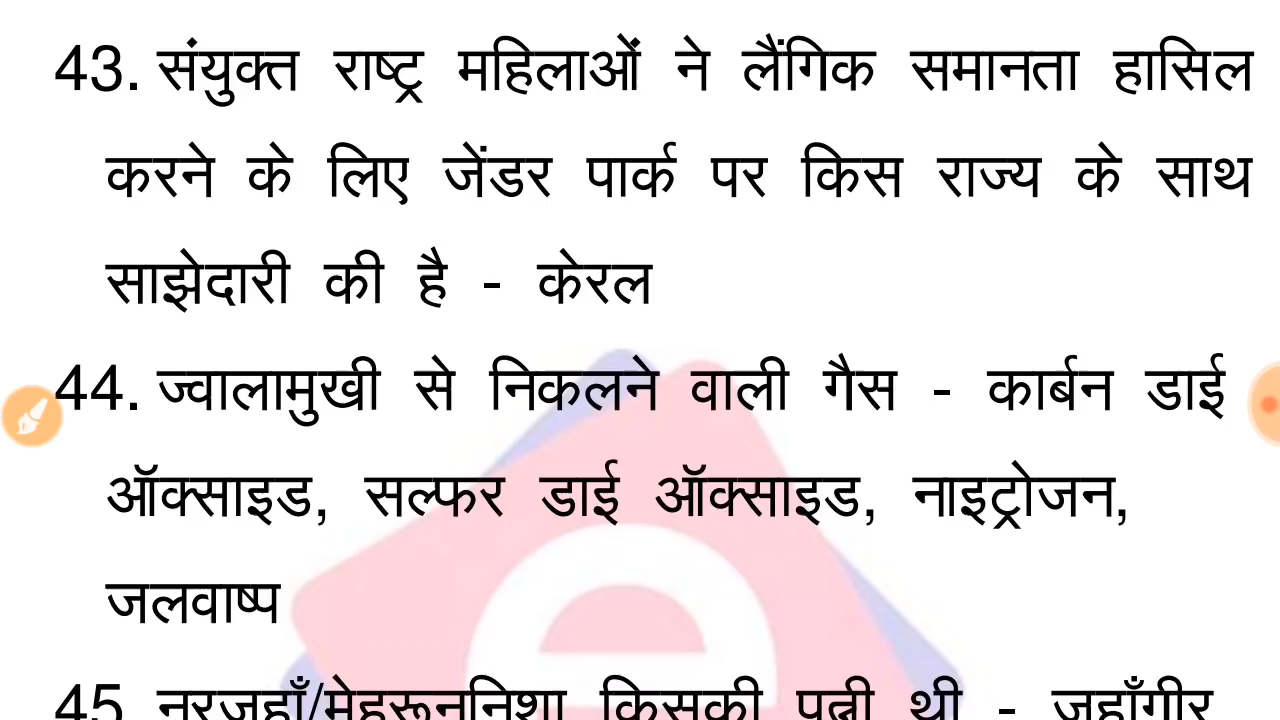 43. संयुक्त राष्ट्र महिलाओं ने लैंगिक समानता हासिल
करने के लिए जेंडर पार्क पर किस राज्य के साथ
साझेदारी की है - केरल
44. ज्वालामुखी से निकलने वाली गैस - कार्बन डाई
ऑक्साइड, सल्फर डाई ऑक्साइड, नाइट्रोजन,
जलवाष्प
45. नूरजहाँ/मेहरून्निशा किसकी पत्नी थी - जहाँगीर